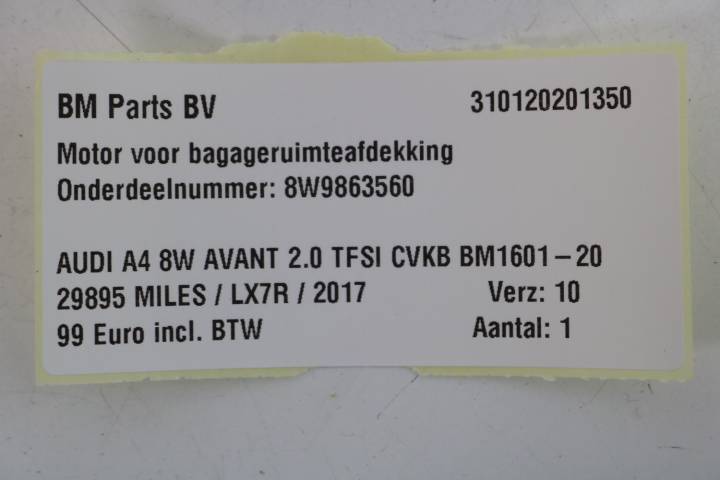 BM Parts BV 310120201350
Motor voor bagageruimteafdekking
Onderdeelnummer: 8W9863560
AUDI A4 8W AVANT 2.0 TFSI CVKB BM1601-20
29895 MILES / LX7R / 2017 Verz: 10
99 Euro incl. BTW Aantal: 1